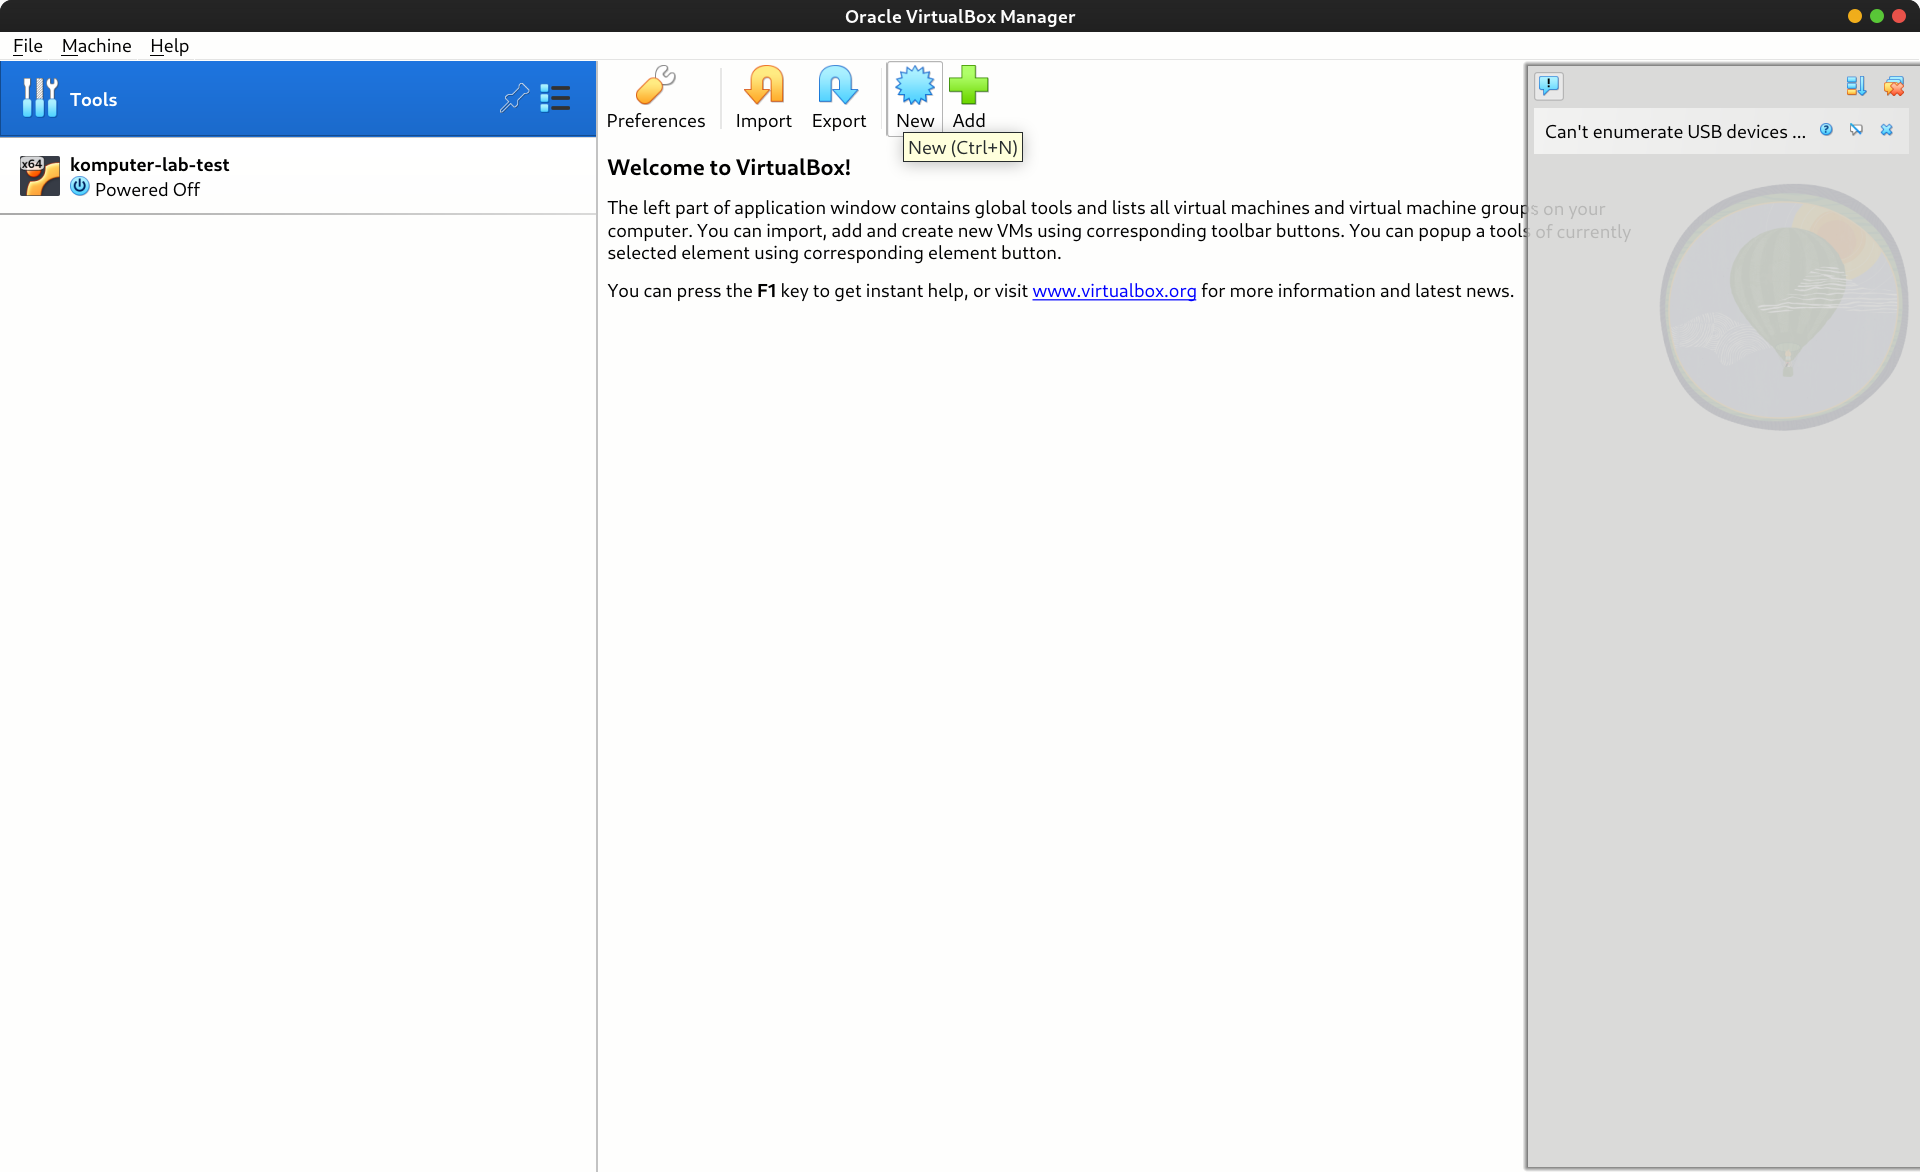 Oracle VirtualBox Manager
File Machine Help
Tools
Preferences Import Export New Add
New (Ctrl+N)
Can't enumerate USB devices ...
x64
komputer-lab-test
Powered Off
Welcome to VirtualBox!
The left part of application window contains global tools and lists all virtual machines and virtual machine groups on your
computer. You can import, add and create new VMs using corresponding toolbar buttons. You can popup a tools of currently
selected element using corresponding element button.
You can press the F1 key to get instant help, or visit www.virtualbox.org for more information and latest news.